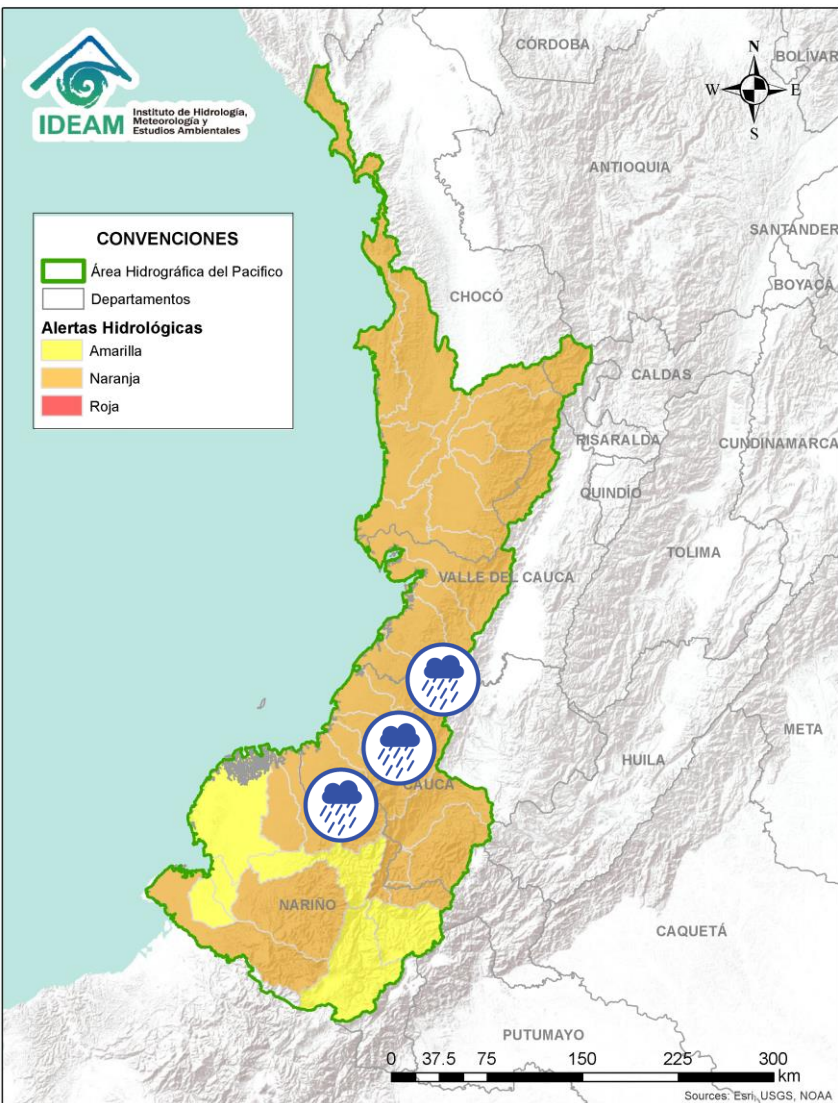 IDEAM
Instituto de Hidrología,
Meteorología y
Estudios Ambientales
CÓRDOBA
BOLÍVAR
N
W
E
S
ANTIOQUIA
CONVENCIONES
Área Hidrográfica del Pacifico
Departamentos
Alertas Hidrológicas
Amarilla
Naranja
Roja
SANTANDER
BOYACÁ
CHOCÓ
CALDAS
RISARALDA
CUNDINAMARCA
QUINDÍO
TOLIMA
VALLE DEL CAUCA
META
HUILA
CAUCA
NARIÑO
CAQUETÁ
PUTUMAYO
0 37.5 75 150 225 300
km
Sources: Esri, USGS, NOAA